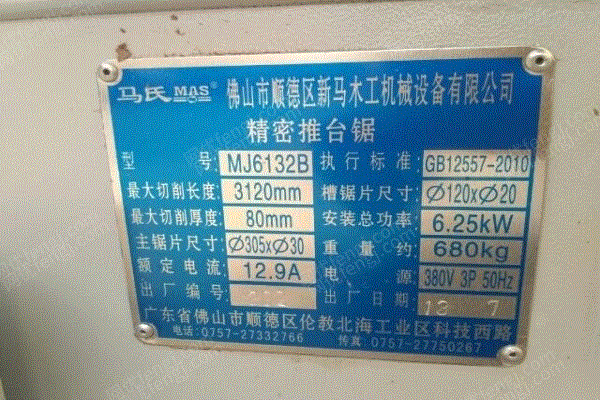 马氏 MAS 佛山市顺德区新马木工机械设备有限公司
精密推台锯
型号: MJ6132B 执行标准: GB12557-2010
最大切削长度: 3120mm 槽锯片尺寸: Ø120xØ20
最大切削厚度: 80mm 安装总功率: 6.25kW
主锯片尺寸: Ø305xØ30 重量约: 680kg
额定电流: 12.9A 电源: 380V 3P 50Hz
出厂编号: 出厂日期: 18 7
广东省佛山市顺德区伦教北海工业区科技西路
电话:0757-27332766 传真 0757-27750267